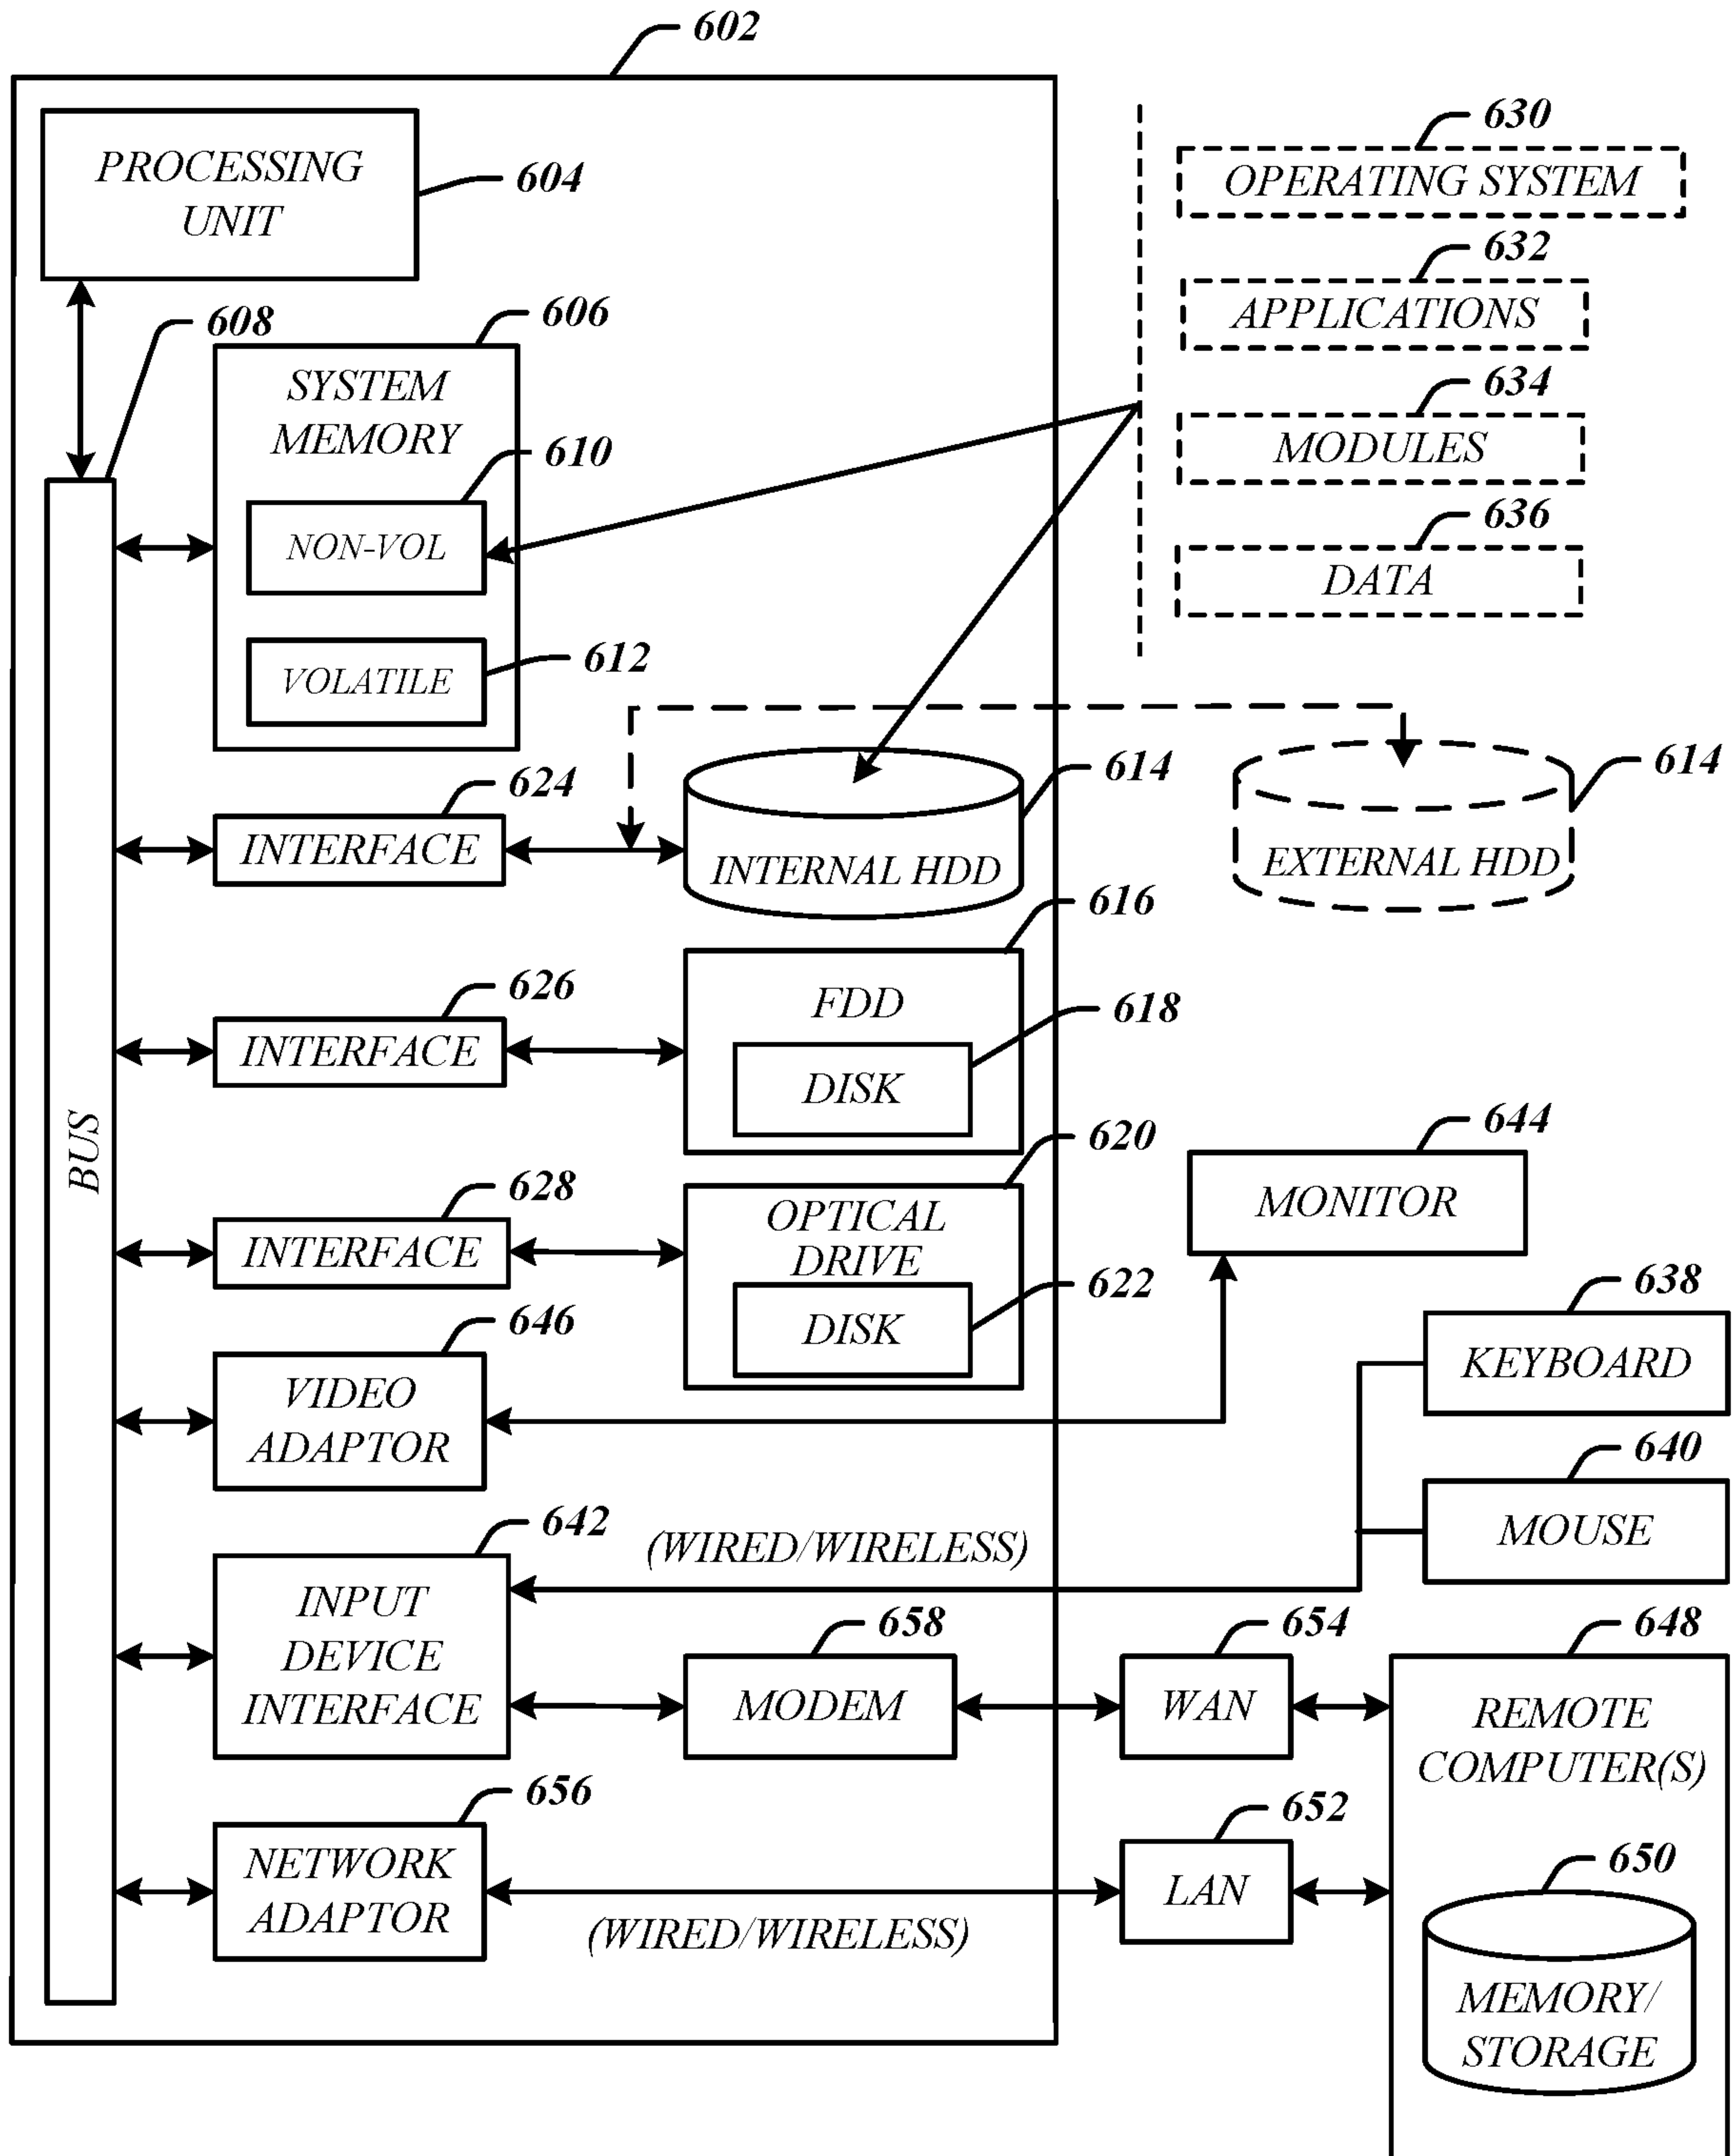 602
PROCESSING
UNIT
604
630
OPERATING SYSTEM
632
APPLICATIONS
634
MODULES
636
DATA
608
606
SYSTEM
MEMORY
610
NON-VOL
612
VOLATILE
624
INTERFACE
614
INTERNAL HDD
614
EXTERNAL HDD
616
FDD
618
DISK
626
INTERFACE
BUS
620
OPTICAL
DRIVE
622
DISK
628
INTERFACE
644
MONITOR
646
VIDEO
ADAPTOR
638
KEYBOARD
640
MOUSE
642
INPUT
DEVICE
INTERFACE
(WIRED/WIRELESS)
658
MODEM
654
WAN
648
REMOTE
COMPUTER(S)
656
NETWORK
ADAPTOR
(WIRED/WIRELESS)
652
LAN
650
MEMORY/
STORAGE